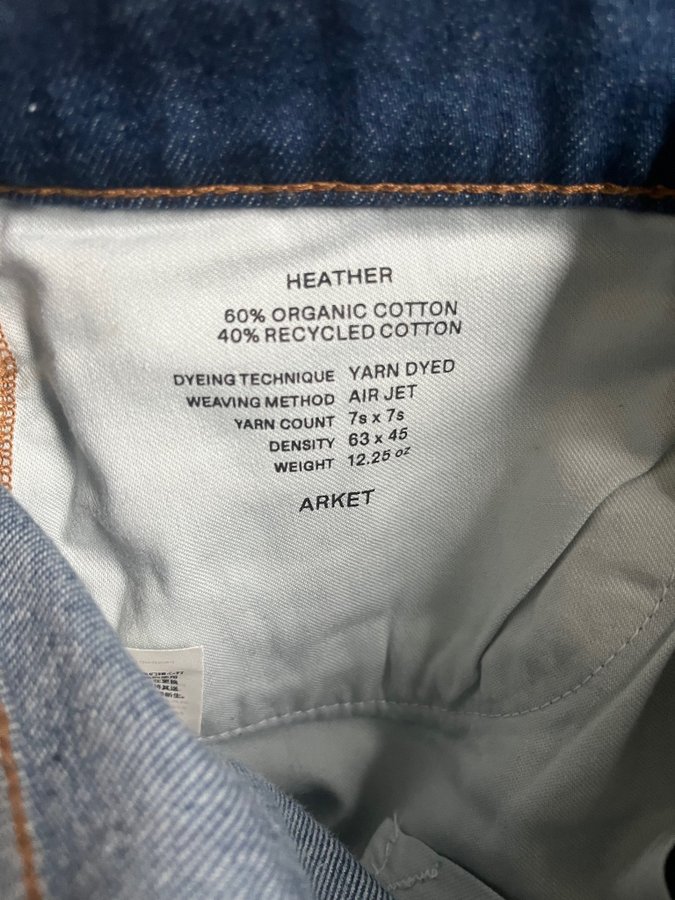 HEATHER
60% ORGANIC COTTON
40% RECYCLED COTTON
DYEING TECHNIQUE YARN DYED
WEAVING METHOD AIR JET
YARN COUNT 7s x 7s
DENSITY 63 x 45
WEIGHT 12.25 oz
ARKET